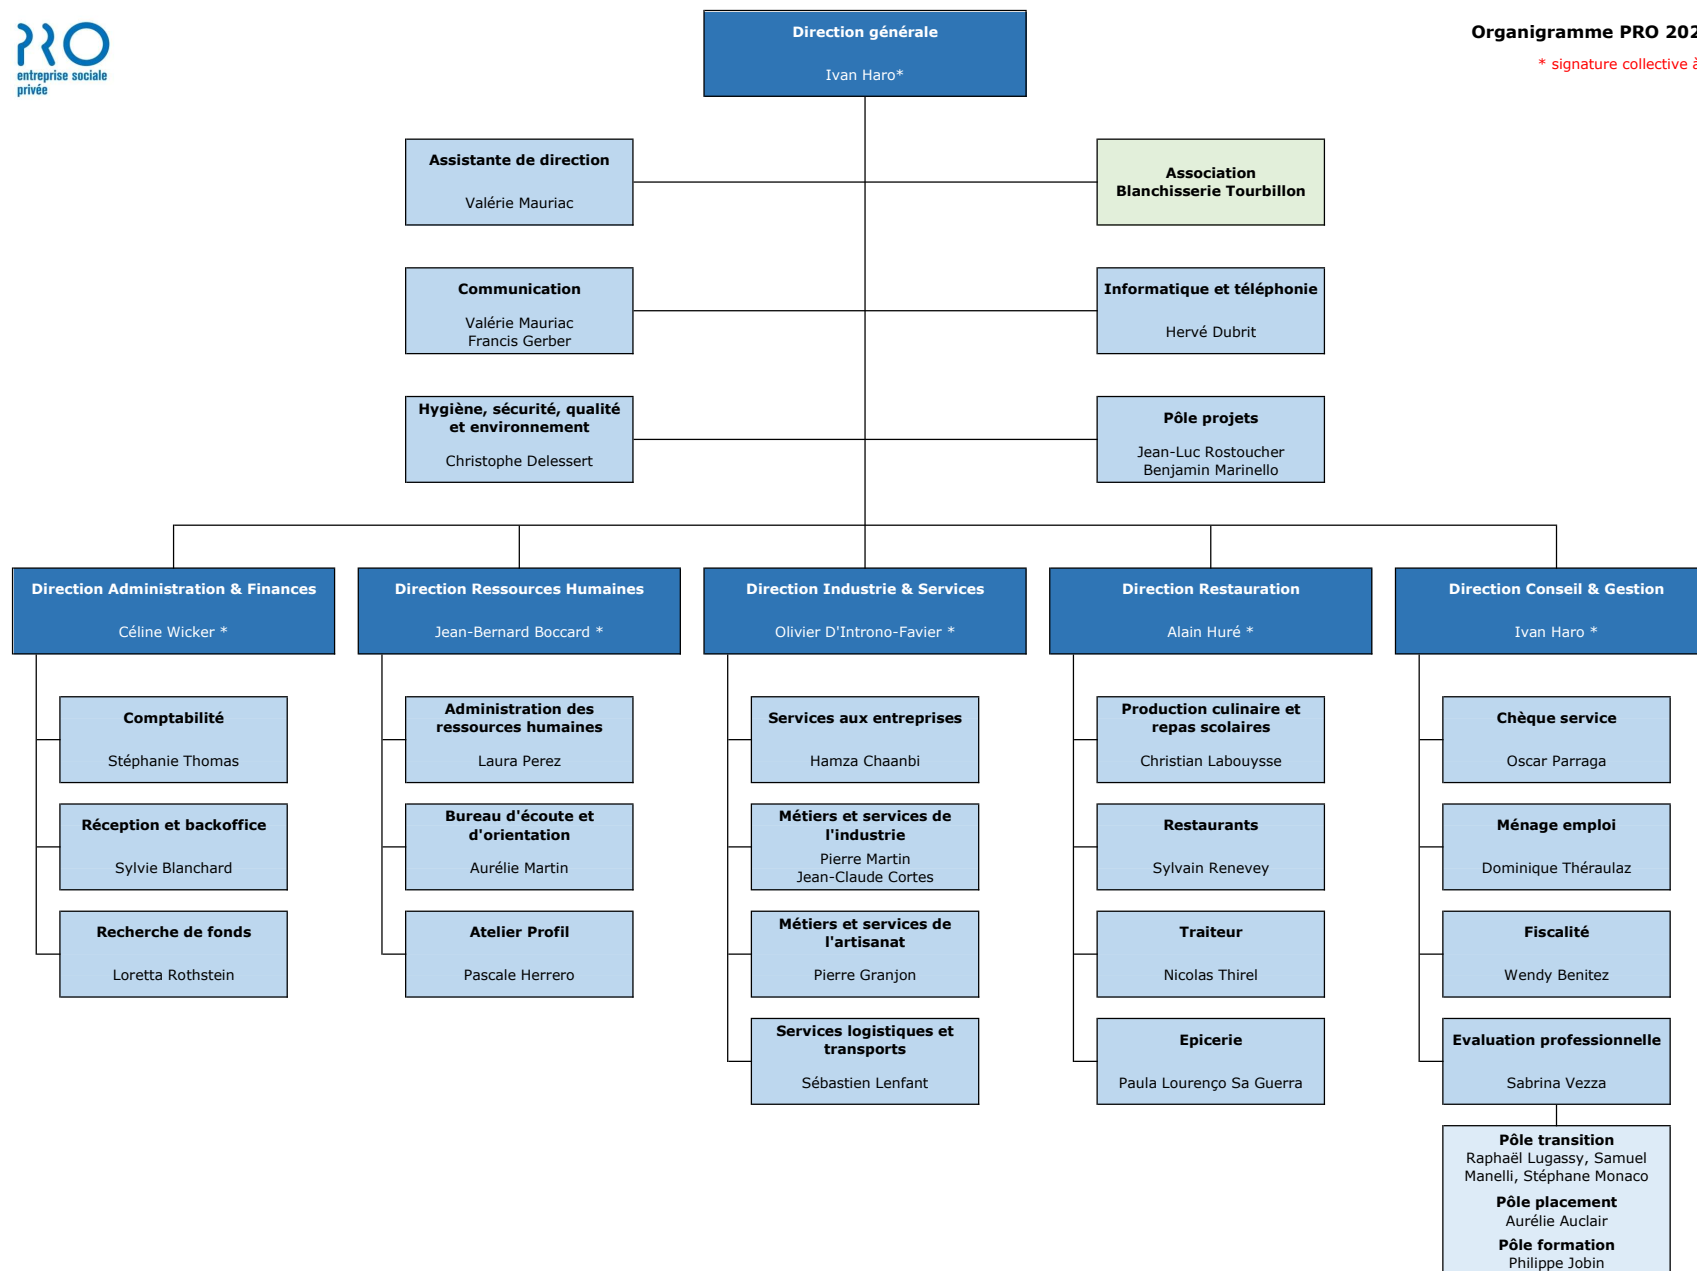 PRO
entreprise sociale
privée
Direction générale
Ivan Haro*
Organigramme PRO 202
* signature collective à
Assistante de direction
Valérie Mauriac
Association
Blanchisserie Tourbillon
Communication
Valérie Mauriac
Francis Gerber
Informatique et téléphonie
Hervé Dubrit
Hygiène, sécurité, qualité
et environnement
Christophe Delessert
Pôle projets
Jean-Luc Rostoucher
Benjamin Marinello
Direction Administration & Finances
Céline Wicker *
Direction Ressources Humaines
Jean-Bernard Boccard *
Direction Industrie & Services
Olivier D'Introno-Favier *
Direction Restauration
Alain Huré *
Direction Conseil & Gestion
Ivan Haro *
Comptabilité
Stéphanie Thomas
Réception et backoffice
Sylvie Blanchard
Recherche de fonds
Loretta Rothstein
Administration des
ressources humaines
Laura Perez
Bureau d'écoute et
d'orientation
Aurélie Martin
Atelier Profil
Pascale Herrero
Services aux entreprises
Hamza Chaanbi
Métiers et services de
l'industrie
Pierre Martin
Jean-Claude Cortes
Métiers et services de
l'artisanat
Pierre Granjon
Services logistiques et
transports
Sébastien Lenfant
Production culinaire et
repas scolaires
Christian Labouysse
Restaurants
Sylvain Renevey
Traiteur
Nicolas Thirel
Epicerie
Paula Lourenço Sa Guerra
Chèque service
Oscar Parraga
Ménage emploi
Dominique Théraulaz
Fiscalité
Wendy Benitez
Evaluation professionnelle
Sabrina Vezza
Pôle transition
Raphaël Lugassy, Samuel
Manelli, Stéphane Monaco
Pôle placement
Aurélie Auclair
Pôle formation
Philippe Jobin